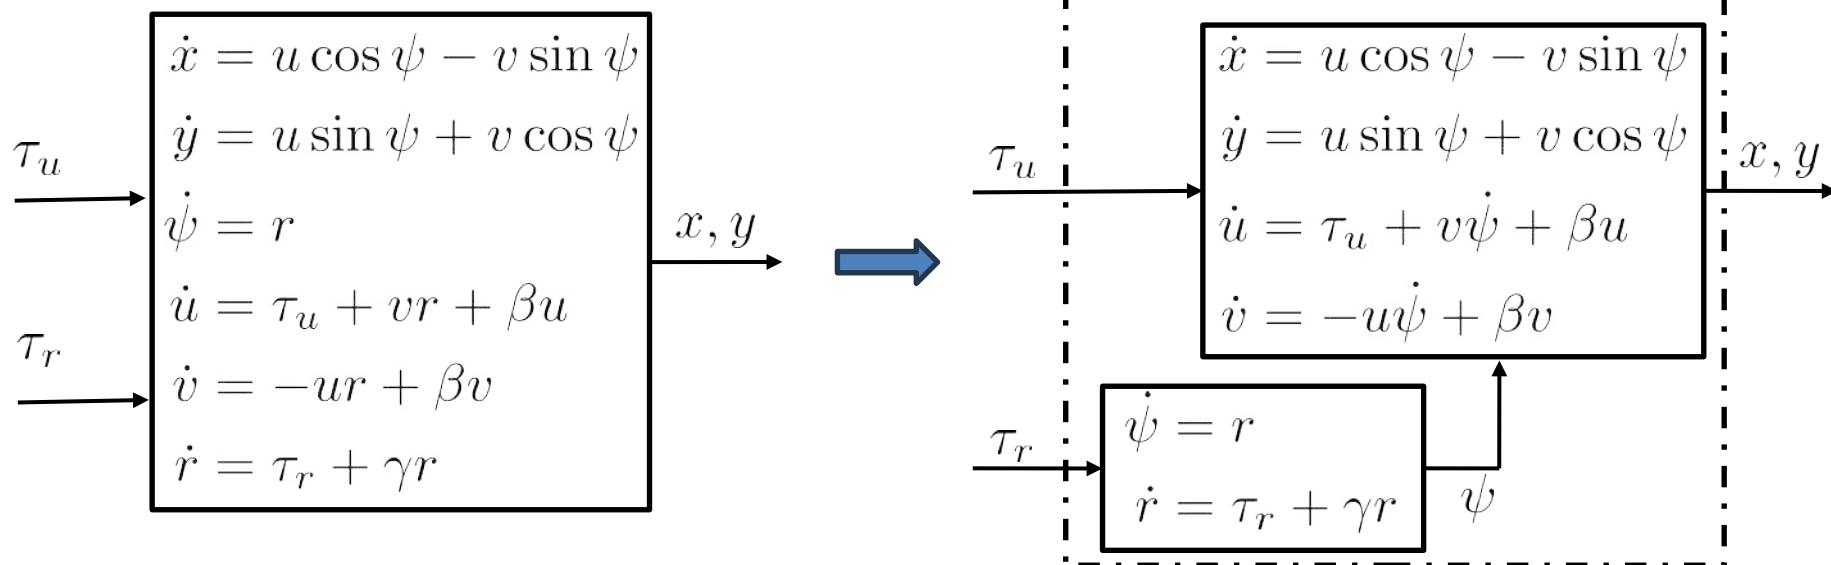 τ_u
τ_r
ẋ = u cos ψ − v sin ψ
ẏ = u sin ψ + v cos ψ
ψ̇ = r
u̇ = τ_u + vr + βu
v̇ = −ur + βv
ṙ = τ_r + γr
x, y
τ_u
ẋ = u cos ψ − v sin ψ
ẏ = u sin ψ + v cos ψ
u̇ = τ_u + vψ̇ + βu
v̇ = −uψ̇ + βv
x, y
τ_r
ψ̇ = r
ṙ = τ_r + γr
ψ